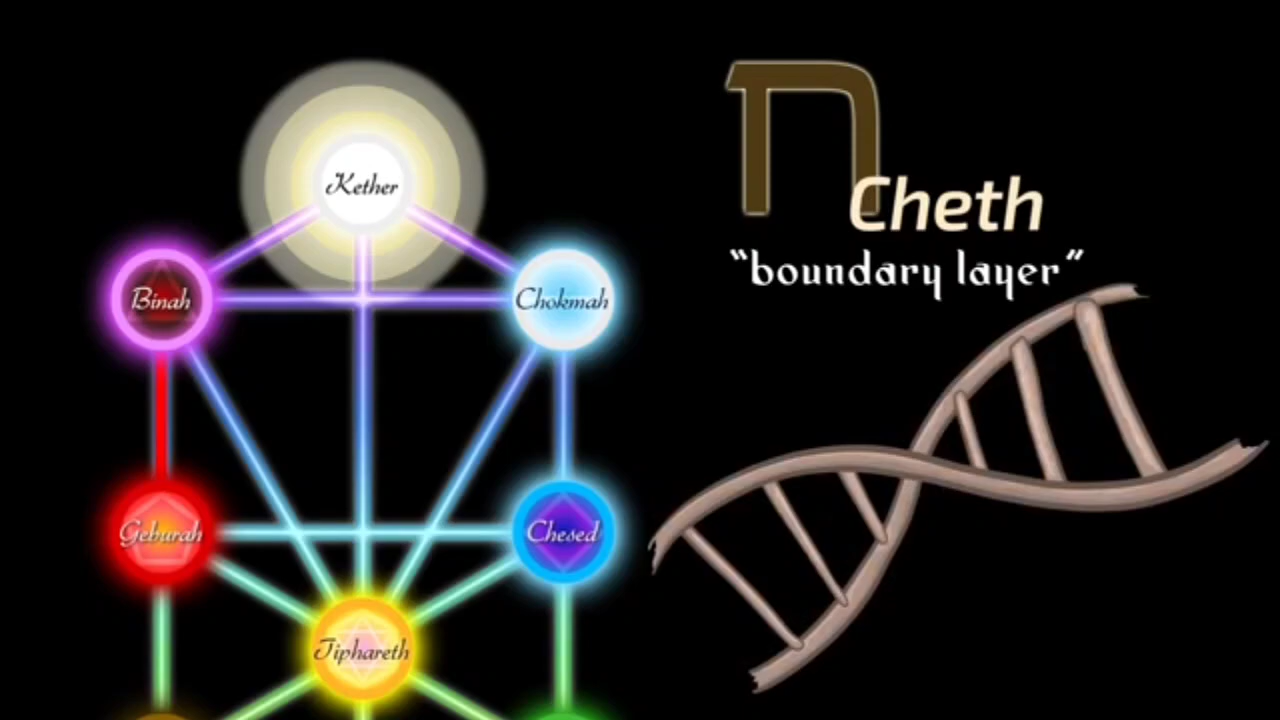 Kether
Binah
Chokmah
Geburah
Chesed
Tiphareth
ח
Cheth
"boundary layer"